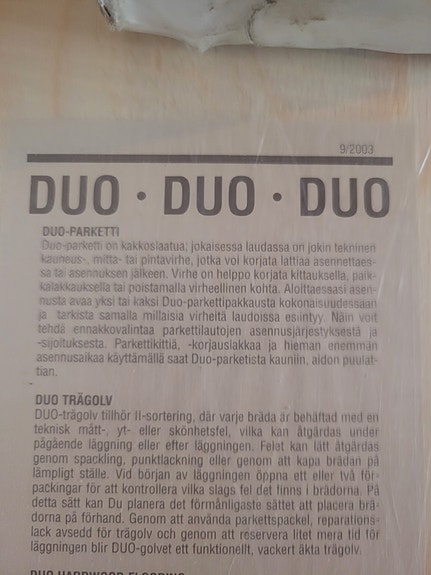 9/2003
DUO · DUO · DUO
DUO-PARKETTI
Duo-parketti on kakkoslaatua; jokaisessa laudassa on jokin tekninen
kauneus-, mitta- tai pintavirhe, jotka voi korjata lattiaa asennettaes-
sa tai asennuksen jälkeen. Virhe on helppo korjata kittauksella, paik-
kalakkauksella tai poistamalla virheellinen kohta. Aloittaessasi asen-
nusta avaa yksi tai kaksi Duo-parkettipakkausta kokonaisuudessaan
ja tarkista samalla millaisia virheitä laudoissa esiintyy. Näin voit
tehdä ennakkovalintaa parkettilautojen asennusjärjestyksestä ja
-sijoituksesta. Parkettikittiä, -korjauslakkaa ja hieman enemmän
asennusaikaa käyttämällä saat Duo-parketista kauniin, aidon puulat-
tian.
DUO TRÄGOLV
DUO-trägolv tillhör II-sortering, där varje bräda är behäftad med en
teknisk mått-, yt- eller skönhetsfel, vilka kan åtgärdas under
pågående läggning eller efter läggningen. Felet kan lätt åtgärdas
genom spackling, punktlackning eller genom att kapa brädan på
lämpligt ställe. Vid början av läggningen öppna ett eller två för-
packningar för att kontrollera vilka slags fel det finns i brädorna. På
detta sätt kan Du planera det förmånligaste sättet att placera brä-
dorna på förhand. Genom att använda parkettspackel, reparations-
lack avsedd för trägolv och genom att reservera litet mera tid för
läggningen blir DUO-golvet ett funktionellt, vackert äkta trägolv.
DUO HARDWOOD FLOORING